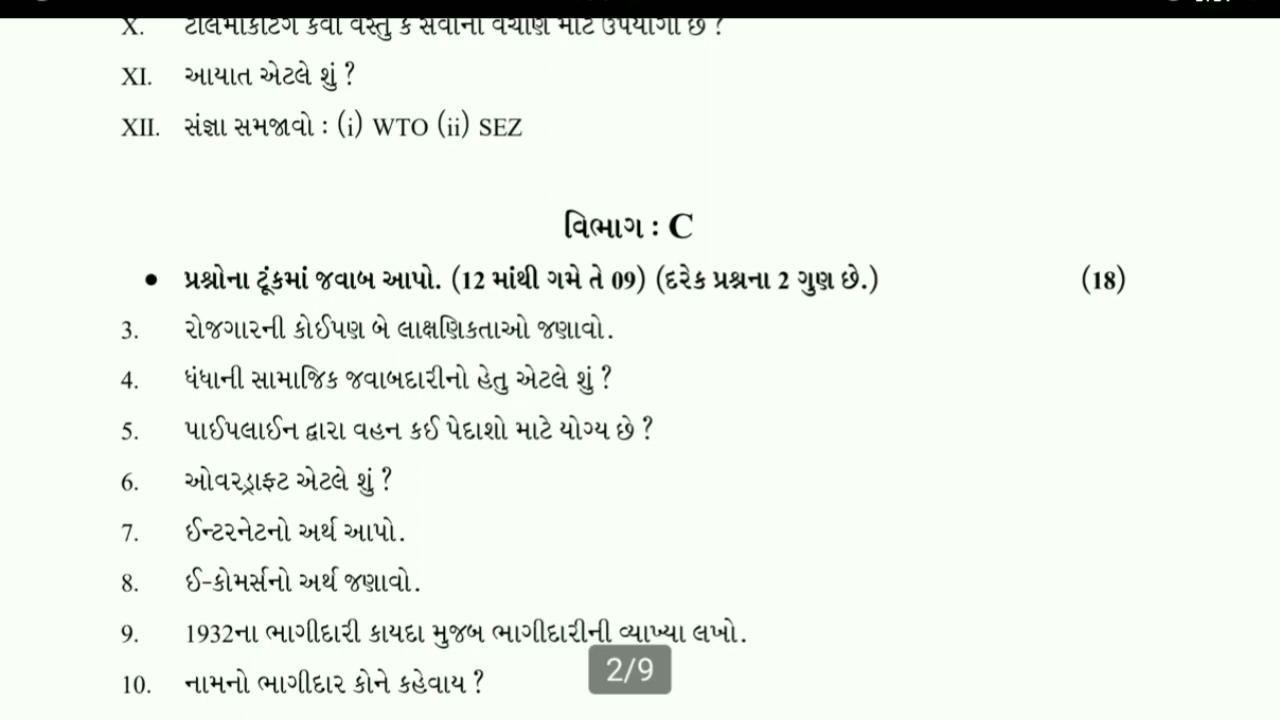 X. ટેલિમાર્કેટિંગ કેવી વસ્તુ કે સેવાના વેચાણ માટે ઉપયોગી છે ?
XI. આયાત એટલે શું ?
XII. સંજ્ઞા સમજાવો : (i) WTO (ii) SEZ
વિભાગ : C
• પ્રશ્નોના ટૂંકમાં જવાબ આપો. (12 માંથી ગમે તે 09) (દરેક પ્રશ્નના 2 ગુણ છે.) (18)
3. રોજગારની કોઈપણ બે લાક્ષણિકતાઓ જણાવો.
4. ધંધાની સામાજિક જવાબદારીનો હેતુ એટલે શું ?
5. પાઈપલાઈન દ્વારા વહન કઈ પેદાશો માટે યોગ્ય છે ?
6. ઓવરડ્રાફ્ટ એટલે શું ?
7. ઈન્ટરનેટનો અર્થ આપો.
8. ઈ-કોમર્સનો અર્થ જણાવો.
9. 1932ના ભાગીદારી કાયદા મુજબ ભાગીદારીની વ્યાખ્યા લખો.
10. નામનો ભાગીદાર કોને કહેવાય ?
2/9